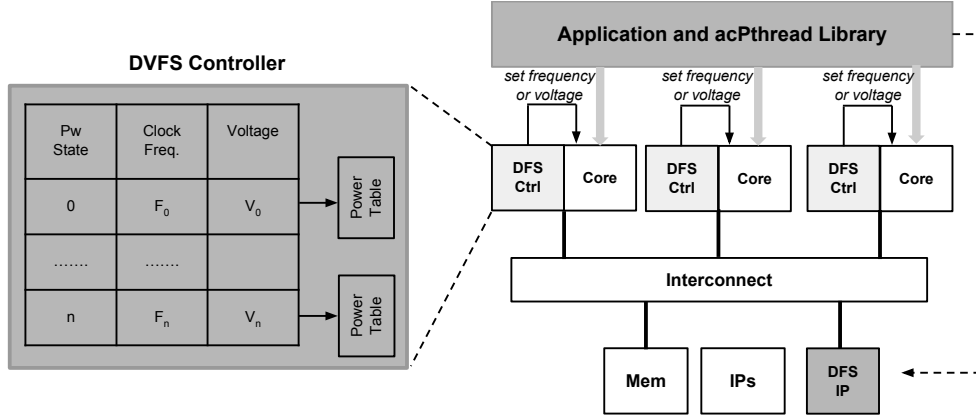 Application and acPthread Library
DVFS Controller
set frequency
or voltage
set frequency
or voltage
set frequency
or voltage
Pw
State
Clock
Freq.
Voltage
0
F0
V0
Power
Table
.......
.......
n
Fn
Vn
Power
Table
DFS
Ctrl
Core
DFS
Ctrl
Core
DFS
Ctrl
Core
Interconnect
Mem
IPs
DFS
IP